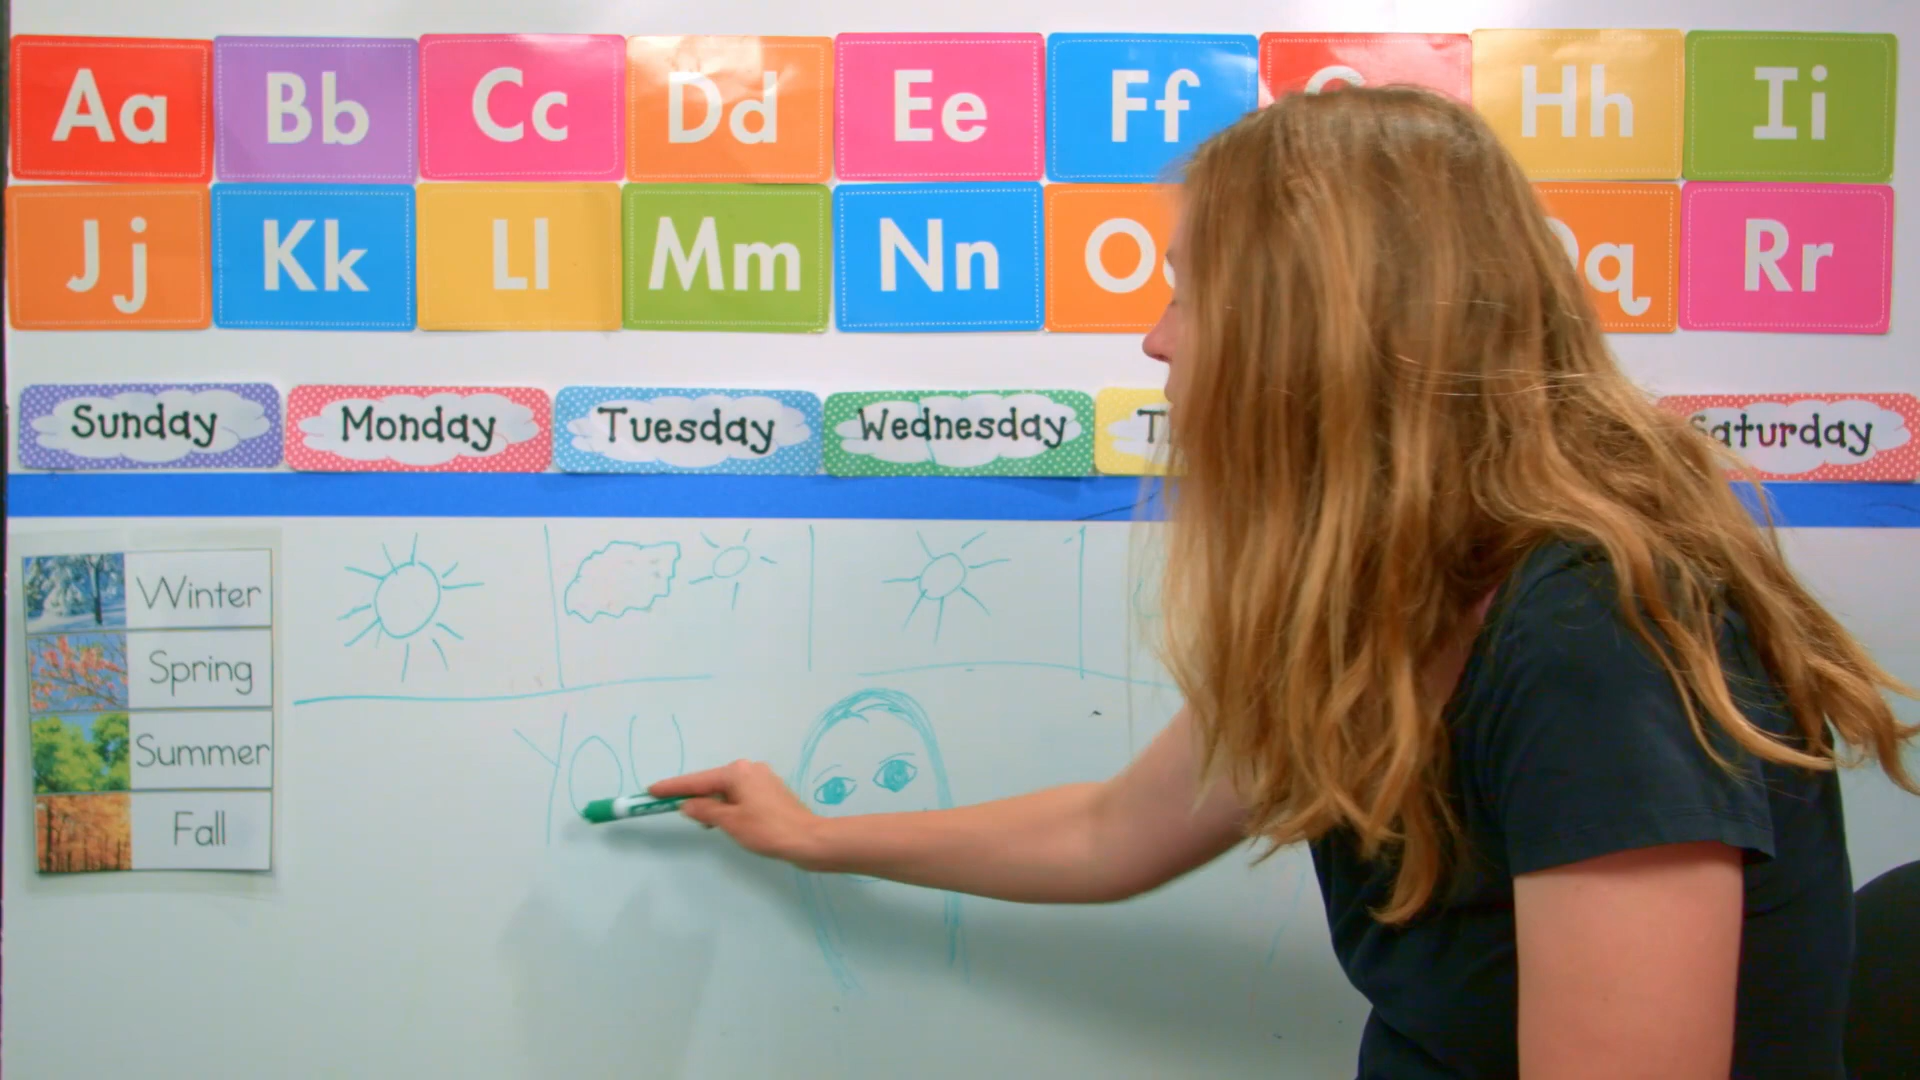 Aa Bb Cc Dd Ee Ff Hh Ii
Jj Kk Ll Mm Nn Rr
Sunday Monday Tuesday Wednesday Saturday
Winter
Spring
Summer
Fall
YOU